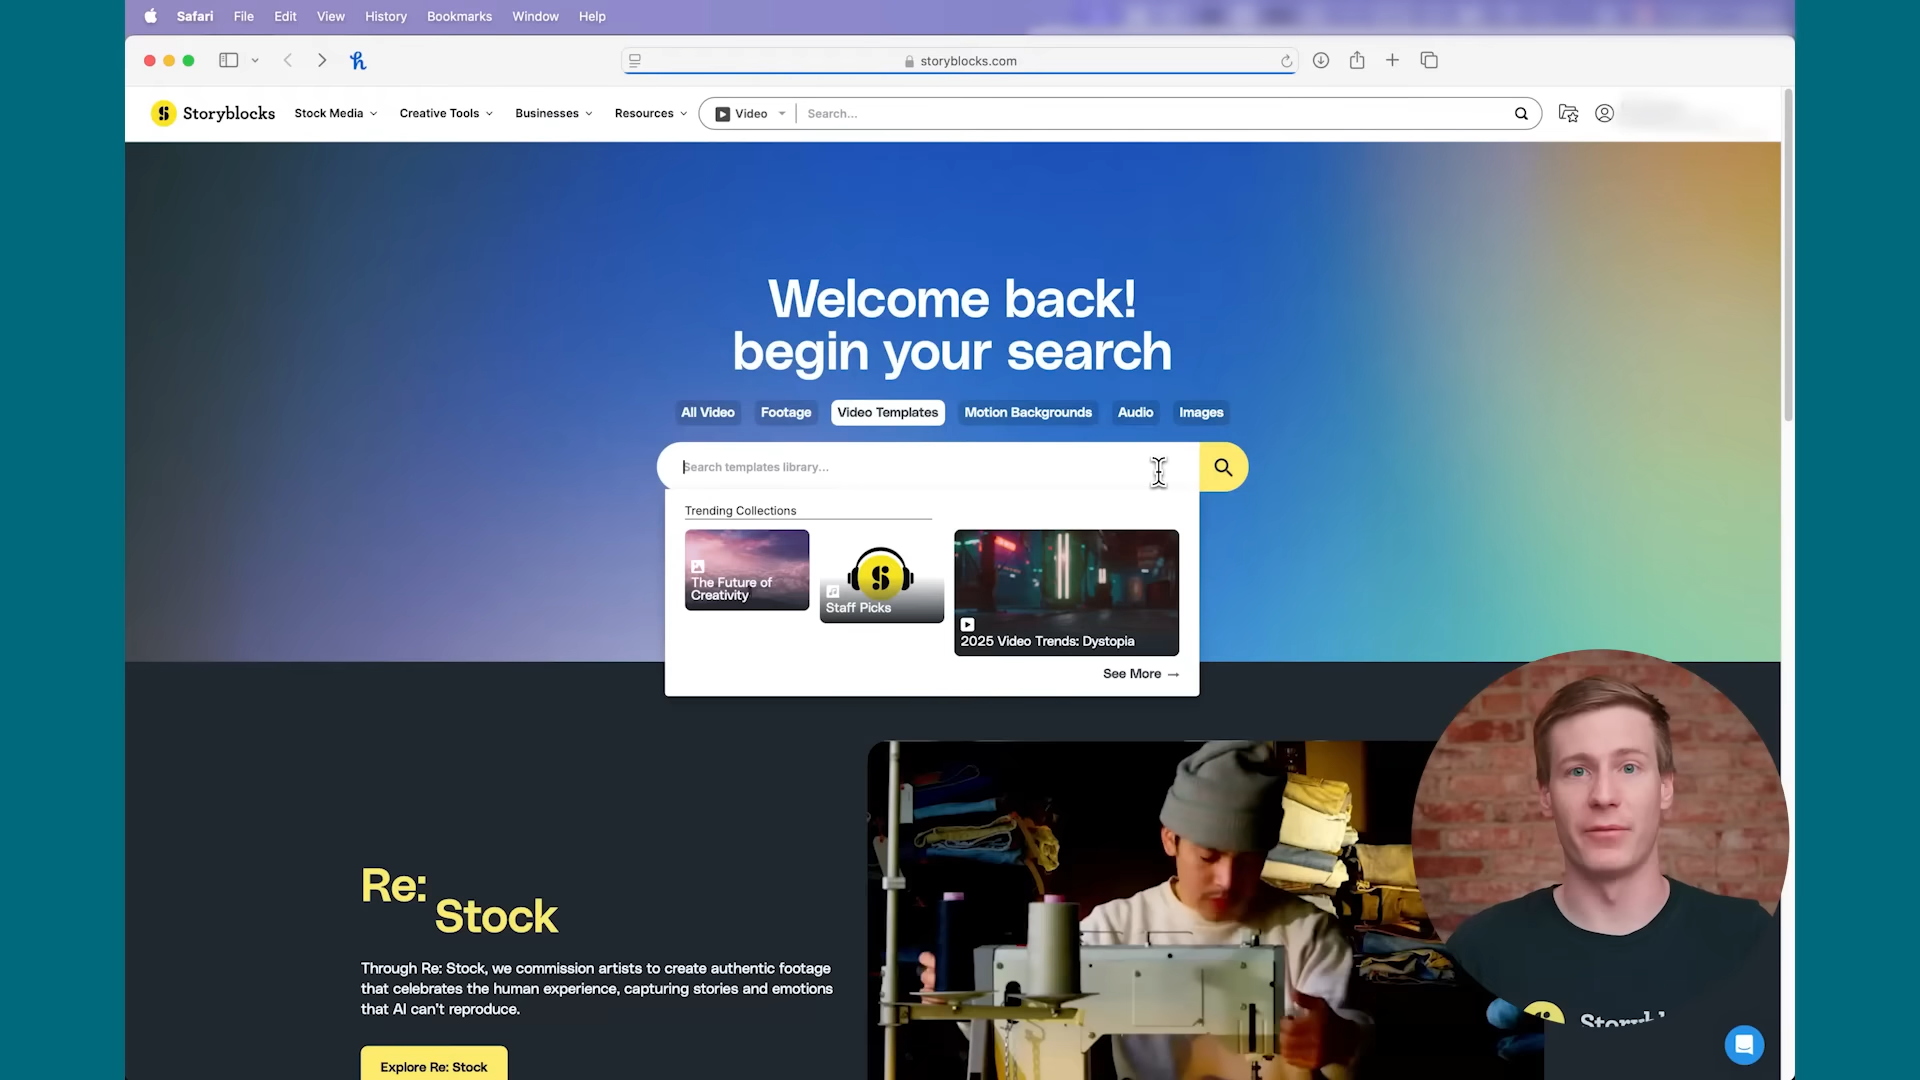 Safari File Edit View History Bookmarks Window Help
storyblocks.com
Storyblocks Stock Media Creative Tools Businesses Resources Video Search...
Welcome back!
begin your search
All Video Footage Video Templates Motion Backgrounds Audio Images
Search templates library...
Trending Collections
The Future of
Creativity
Staff Picks
2025 Video Trends: Dystopia
See More →
Re:
Stock
Through Re: Stock, we commission artists to create authentic footage
that celebrates the human experience, capturing stories and emotions
that AI can't reproduce.
Explore Re: Stock